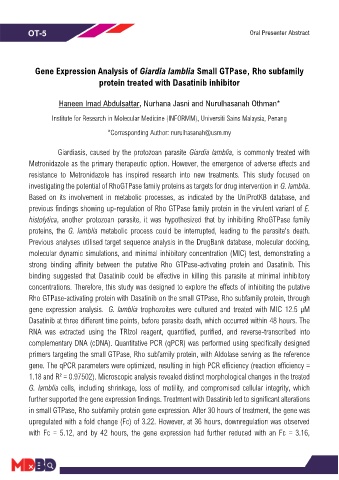 OT-5
Oral Presenter Abstract
Gene Expression Analysis of Giardia lamblia Small GTPase, Rho subfamily
protein treated with Dasatinib inhibitor
Haneen Imad Abdulsattar, Nurhana Jasni and Nurulhasanah Othman*
Institute for Research in Molecular Medicine (INFORMM), Universiti Sains Malaysia, Penang
*Corresponding Author: nurulhasanah@usm.my
Giardiasis, caused by the protozoan parasite Giardia lamblia, is commonly treated with
Metronidazole as the primary therapeutic option. However, the emergence of adverse effects and
resistance to Metronidazole has inspired research into new treatments. This study focused on
investigating the potential of RhoGTPase family proteins as targets for drug intervention in G. lamblia.
Based on its involvement in metabolic processes, as indicated by the UniProtKB database, and
previous findings showing up-regulation of Rho GTPase family protein in the virulent variant of E.
histolytica, another protozoan parasite, it was hypothesized that by inhibiting RhoGTPase family
proteins, the G. lamblia metabolic process could be interrupted, leading to the parasite's death.
Previous analyses utilised target sequence analysis in the DrugBank database, molecular docking,
molecular dynamic simulations, and minimal inhibitory concentration (MIC) test, demonstrating a
strong binding affinity between the putative Rho GTPase-activating protein and Dasatinib. This
binding suggested that Dasatinib could be effective in killing this parasite at minimal inhibitory
concentrations. Therefore, this study was designed to explore the effects of inhibiting the putative
Rho GTPase-activating protein with Dasatinib on the small GTPase, Rho subfamily protein, through
gene expression analysis. G. lamblia trophozoites were cultured and treated with MIC 12.5 µM
Dasatinib at three different time points, before parasite death, which occurred within 48 hours. The
RNA was extracted using the TRIzol reagent, quantified, purified, and reverse-transcribed into
complementary DNA (cDNA). Quantitative PCR (qPCR) was performed using specifically designed
primers targeting the small GTPase, Rho subfamily protein, with Aldolase serving as the reference
gene. The qPCR parameters were optimized, resulting in high PCR efficiency (reaction efficiency =
1.18 and R² = 0.97502). Microscopic analysis revealed distinct morphological changes in the treated
G. lamblia cells, including shrinkage, loss of motility, and compromised cellular integrity, which
further supported the gene expression findings. Treatment with Dasatinib led to significant alterations
in small GTPase, Rho subfamily protein gene expression. After 30 hours of treatment, the gene was
upregulated with a fold change (Fc) of 3.22. However, at 36 hours, downregulation was observed
with Fc = 5.12, and by 42 hours, the gene expression had further reduced with an Fc = 3.16,